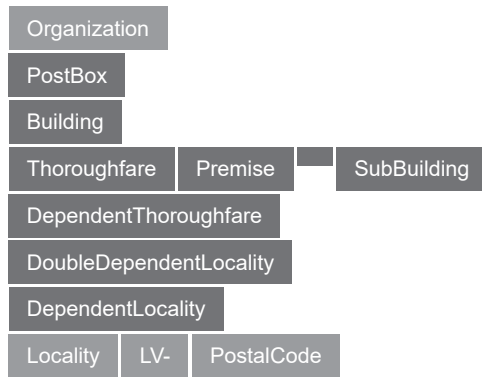 Organization
PostBox
Building
Thoroughfare Premise SubBuilding
DependentThoroughfare
DoubleDependentLocality
DependentLocality
Locality LV- PostalCode